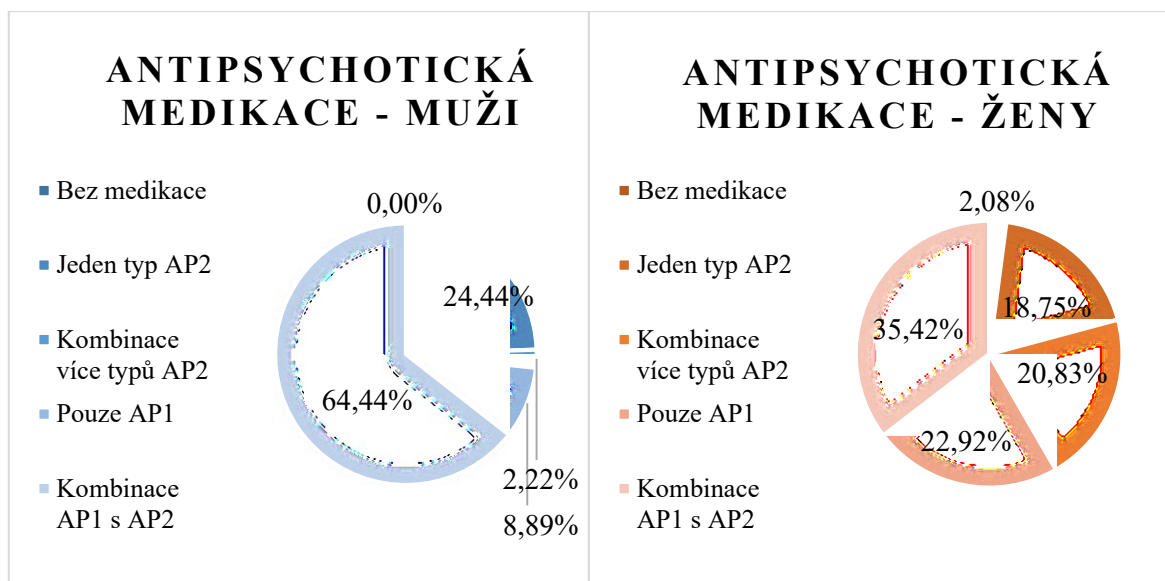 ANTIPSYCHOTICKÁ
MEDIKACE - MUŽI
Bez medikace
Jeden typ AP2
Kombinace
více typů AP2
Pouze AP1
Kombinace
AP1 s AP2
0,00%
24,44%
64,44%
2,22%
8,89%
ANTIPSYCHOTICKÁ
MEDIKACE - ŽENY
Bez medikace
Jeden typ AP2
Kombinace
více typů AP2
Pouze AP1
Kombinace
AP1 s AP2
2,08%
18,75%
35,42%
20,83%
22,92%